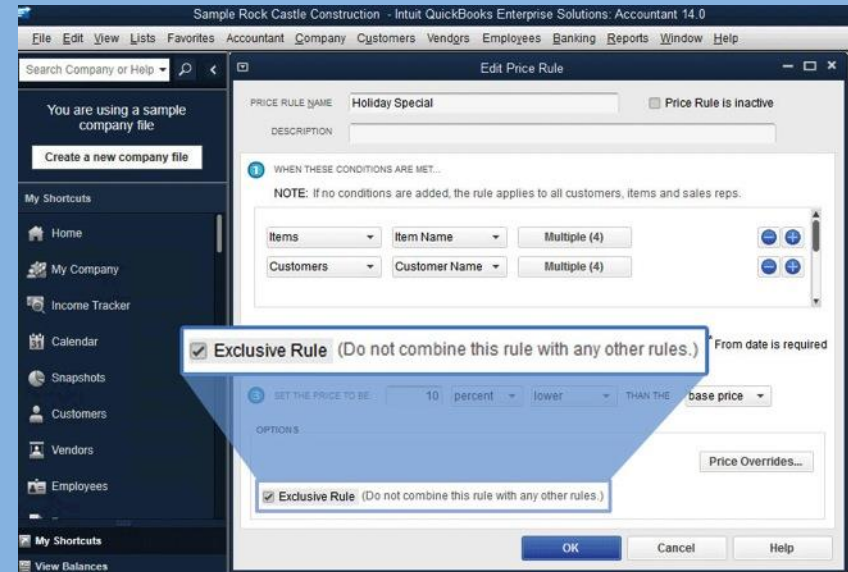 Sample Rock Castle Construction - Intuit QuickBooks Enterprise Solutions: Accountant 14.0
File Edit View Lists Favorites Accountant Company Customers Vendors Employees Banking Reports Window Help
Search Company or Help
Edit Price Rule
You are using a sample
company file
Create a new company file
My Shortcuts
Home
My Company
Income Tracker
Calendar
Snapshots
Customers
Vendors
Employees
My Shortcuts
View Balances
PRICE RULE NAME Holiday Special Price Rule is inactive
DESCRIPTION
1 WHEN THESE CONDITIONS ARE MET...
NOTE: If no conditions are added, the rule applies to all customers, items and sales reps.
Items Item Name Multiple (4)
Customers Customer Name Multiple (4)
* From date is required
Exclusive Rule (Do not combine this rule with any other rules.)
3 SET THE PRICE TO BE: 10 percent lower THAN THE base price
OPTIONS
Price Overrides...
Exclusive Rule (Do not combine this rule with any other rules.)
OK Cancel Help